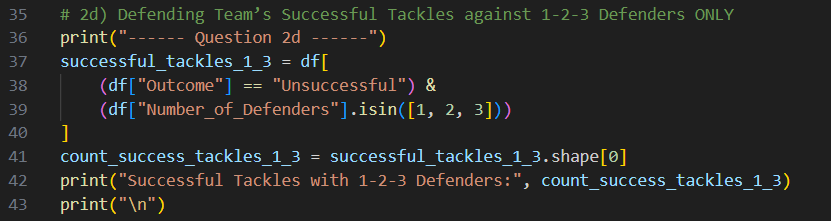 35 # 2d) Defending Team’s Successful Tackles against 1-2-3 Defenders ONLY
36 print("------ Question 2d ------")
37 successful_tackles_1_3 = df[
38     (df["Outcome"] == "Unsuccessful") &
39     (df["Number_of_Defenders"].isin([1, 2, 3]))
40 ]
41 count_success_tackles_1_3 = successful_tackles_1_3.shape[0]
42 print("Successful Tackles with 1-2-3 Defenders:", count_success_tackles_1_3)
43 print("\n")